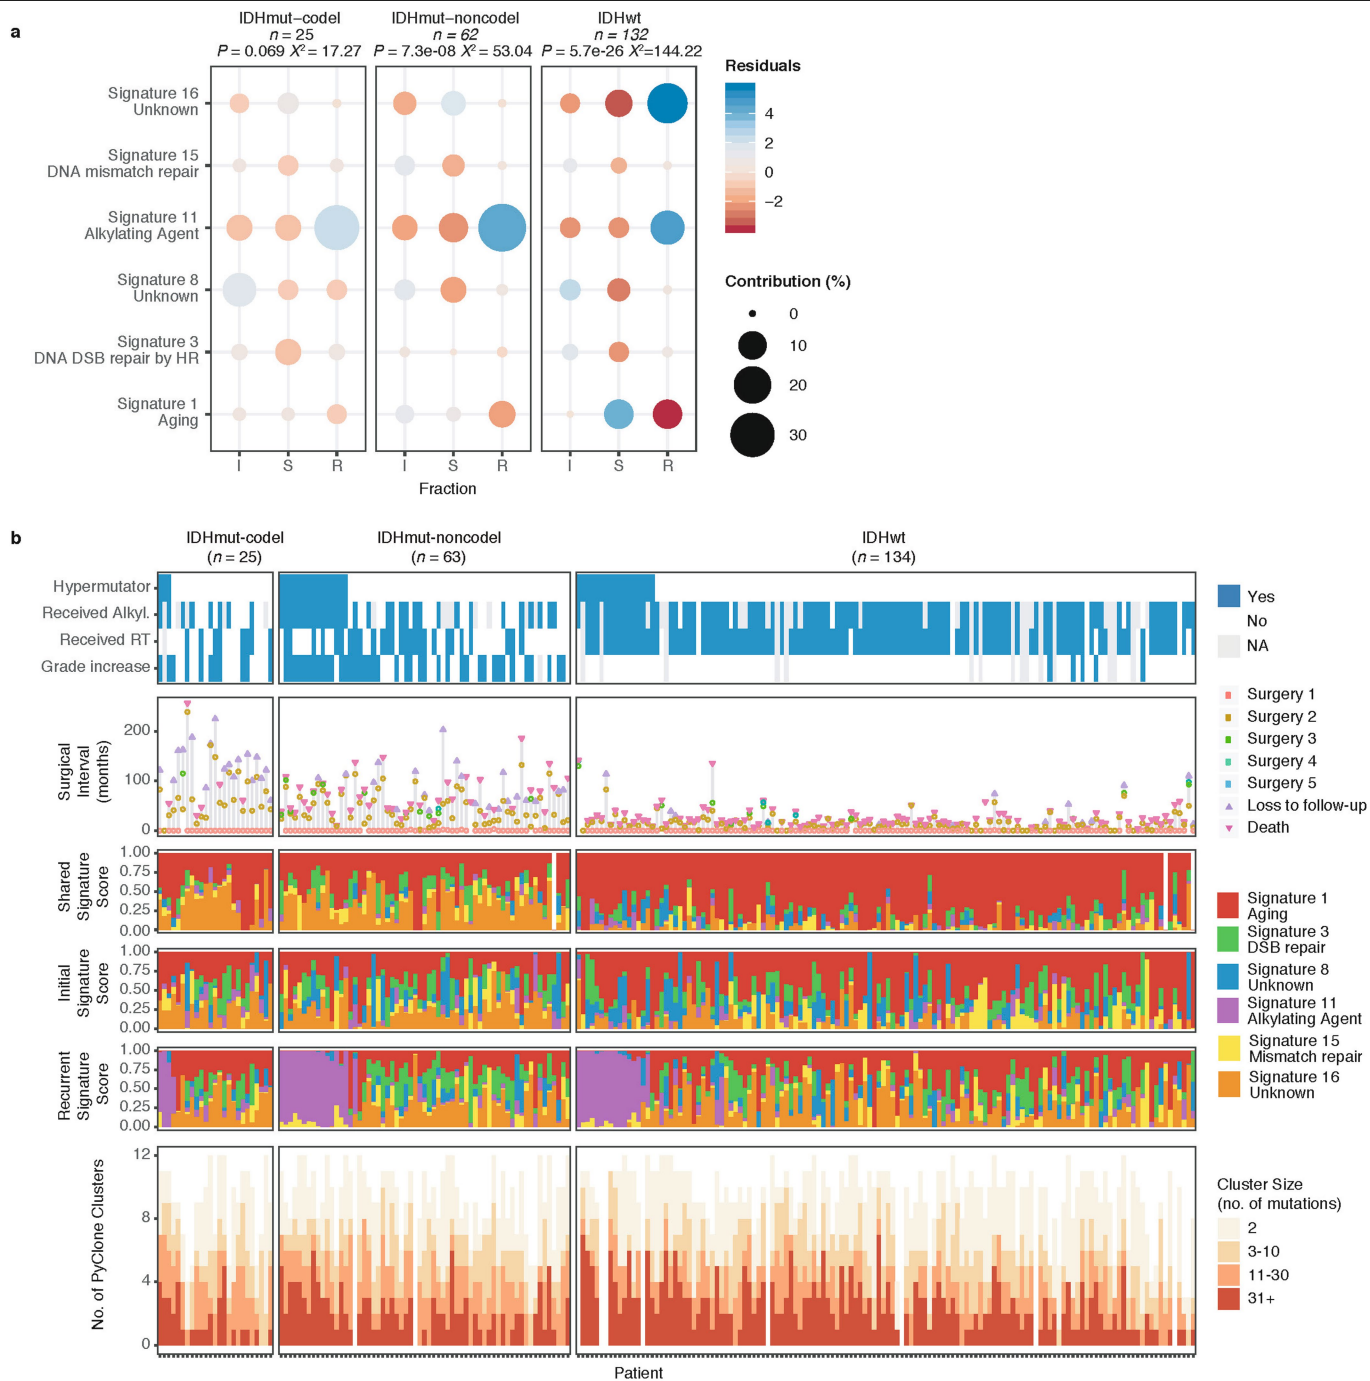 a
IDHmut–codel
n = 25
P = 0.069 X² = 17.27
IDHmut–noncodel
n = 62
P = 7.3e-08 X² = 53.04
IDHwt
n = 132
P = 5.7e-26 X²=144.22
Signature 16
Unknown
Signature 15
DNA mismatch repair
Signature 11
Alkylating Agent
Signature 8
Unknown
Signature 3
DNA DSB repair by HR
Signature 1
Aging
I S R
I S R
I S R
Fraction
Residuals
4
2
0
−2
Contribution (%)
0
10
20
30
b
IDHmut-codel
(n = 25)
IDHmut-noncodel
(n = 63)
IDHwt
(n = 134)
Hypermutator
Received Alkyl.
Received RT
Grade increase
Yes
No
NA
Surgical
Interval
(months)
200
100
0
Surgery 1
Surgery 2
Surgery 3
Surgery 4
Surgery 5
Loss to follow-up
Death
Shared
Signature
Score
1.00
0.75
0.50
0.25
0.00
Initial
Signature
Score
1.00
0.75
0.50
0.25
0.00
Recurrent
Signature
Score
1.00
0.75
0.50
0.25
0.00
Signature 1
Aging
Signature 3
DSB repair
Signature 8
Unknown
Signature 11
Alkylating Agent
Signature 15
Mismatch repair
Signature 16
Unknown
No. of PyClone Clusters
12
8
4
0
Cluster Size
(no. of mutations)
2
3-10
11-30
31+
Patient